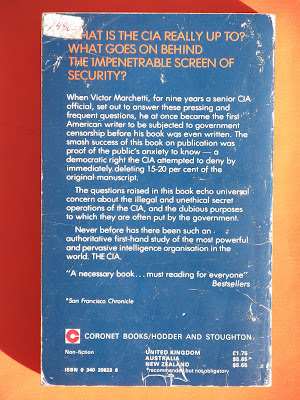 WHAT IS THE CIA REALLY UP TO?
WHAT GOES ON BEHIND
THE IMPENETRABLE SCREEN OF
SECURITY?
When Victor Marchetti, for nine years a senior CIA
official, set out to answer these pressing and
frequent questions, he at once became the first
American writer to be subjected to government
censorship before his book was even written. The
smash success of this book on publication was
proof of the public's anxiety to know — a
democratic right the CIA attempted to deny by
immediately deleting 15-20 per cent of the
original manuscript.
The questions raised in this book echo universal
concern about the illegal and unethical secret
operations of the CIA, and the dubious purposes
to which they are often put by the government.
Never before has there been such an
authoritative first-hand study of the most powerful
and pervasive intelligence organisation in the
world. THE CIA.
"A necessary book... must reading for everyone"
Bestsellers
*San Francisco Chronicle
CORONET BOOKS/HODDER AND STOUGHTON
Non-fiction
UNITED KINGDOM £1.75
AUSTRALIA $5.65*
NEW ZEALAND $5.65
*recommended but not obligatory
ISBN 0 340 20823 6